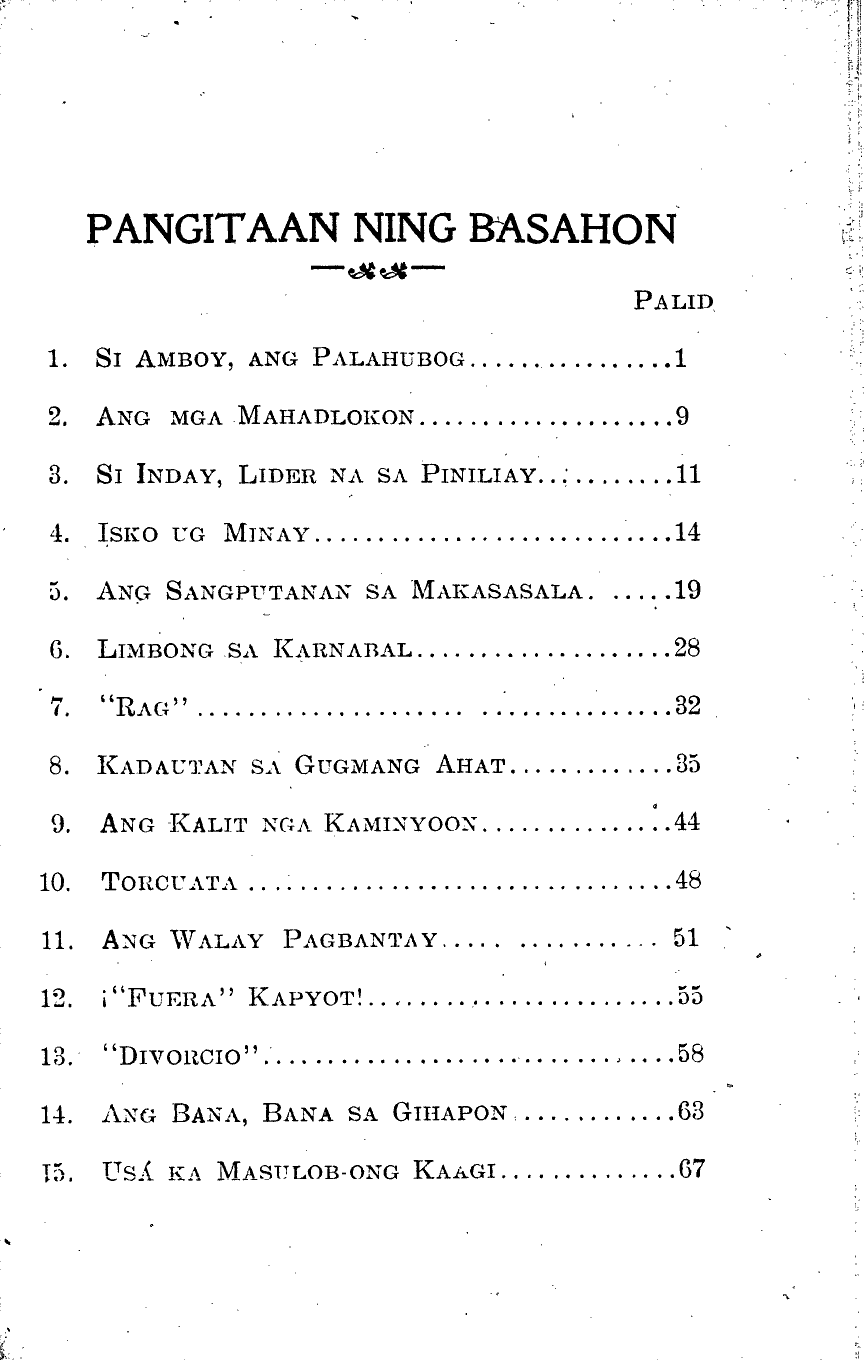 PANGITAAN NING BASAHON
PALID
1. SI AMBOY, ANG PALAHUBOG................1
2. ANG MGA MAHADLOKON....................9
3. SI INDAY, LIDER NA SA PINILIAY...........11
4. ISKO UG MINAY............................14
5. ANG SANGPUTANAN SA MAKASASALA. .....19
6. LIMBONG SA KARNABAL....................28
7. “RAG” ..................... ...............32
8. KADAUTAN SA GUGMANG AHAT.............35
9. ANG KALIT NGA KAMINYOON...............44
10. TORCUATA .................................48
11. ANG WALAY PAGBANTAY..... ........... 51
12. ¡“FUERA” KAPYOT!........................55
13. “DIVORCIO”................................58
14. ANG BANA, BANA SA GIHAPON.............63
15. USÁ KA MASULOB-ONG KAAGI..............67